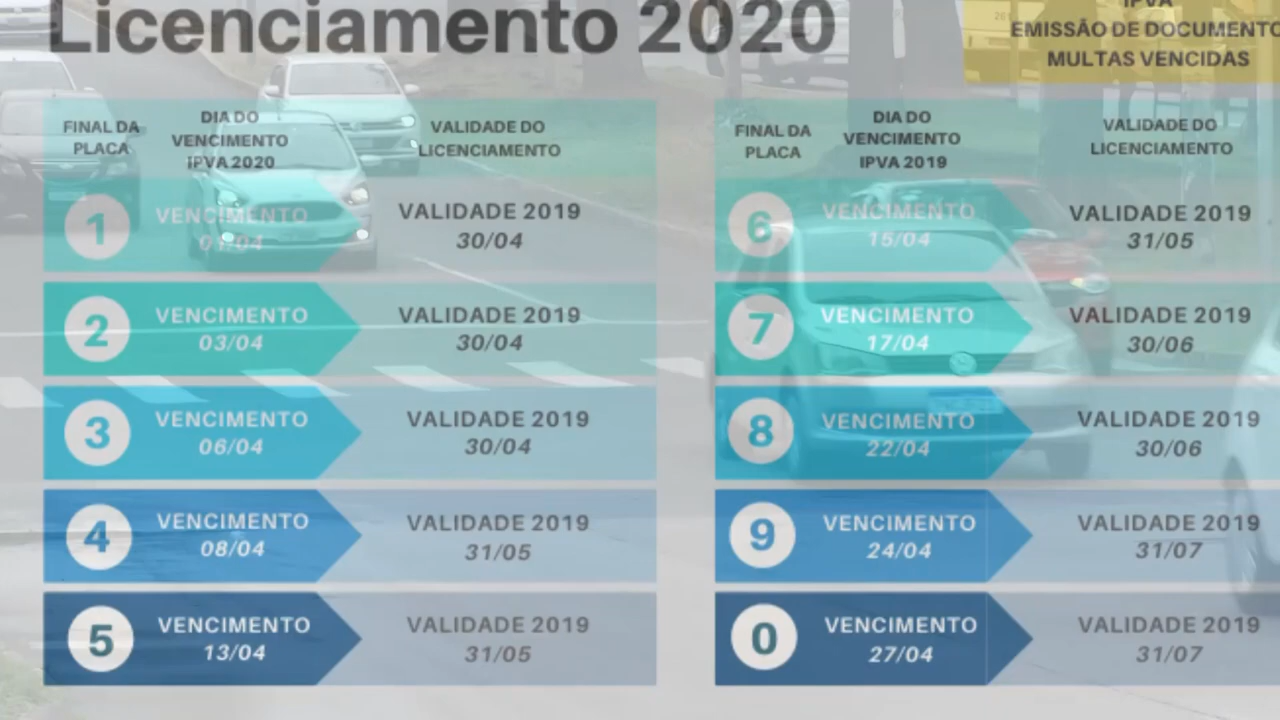 Licenciamento 2020
IPVA
EMISSÃO DE DOCUMENTO
MULTAS VENCIDAS
FINAL DA
PLACA
DIA DO
VENCIMENTO
IPVA 2020
VALIDADE DO
LICENCIAMENTO
1
VENCIMENTO
01/04
VALIDADE 2019
30/04
2
VENCIMENTO
03/04
VALIDADE 2019
30/04
3
VENCIMENTO
06/04
VALIDADE 2019
30/04
4
VENCIMENTO
08/04
VALIDADE 2019
31/05
5
VENCIMENTO
13/04
VALIDADE 2019
31/05
FINAL DA
PLACA
DIA DO
VENCIMENTO
IPVA 2019
VALIDADE DO
LICENCIAMENTO
6
VENCIMENTO
15/04
VALIDADE 2019
31/05
7
VENCIMENTO
17/04
VALIDADE 2019
30/06
8
VENCIMENTO
22/04
VALIDADE 2019
30/06
9
VENCIMENTO
24/04
VALIDADE 2019
31/07
0
VENCIMENTO
27/04
VALIDADE 2019
31/07